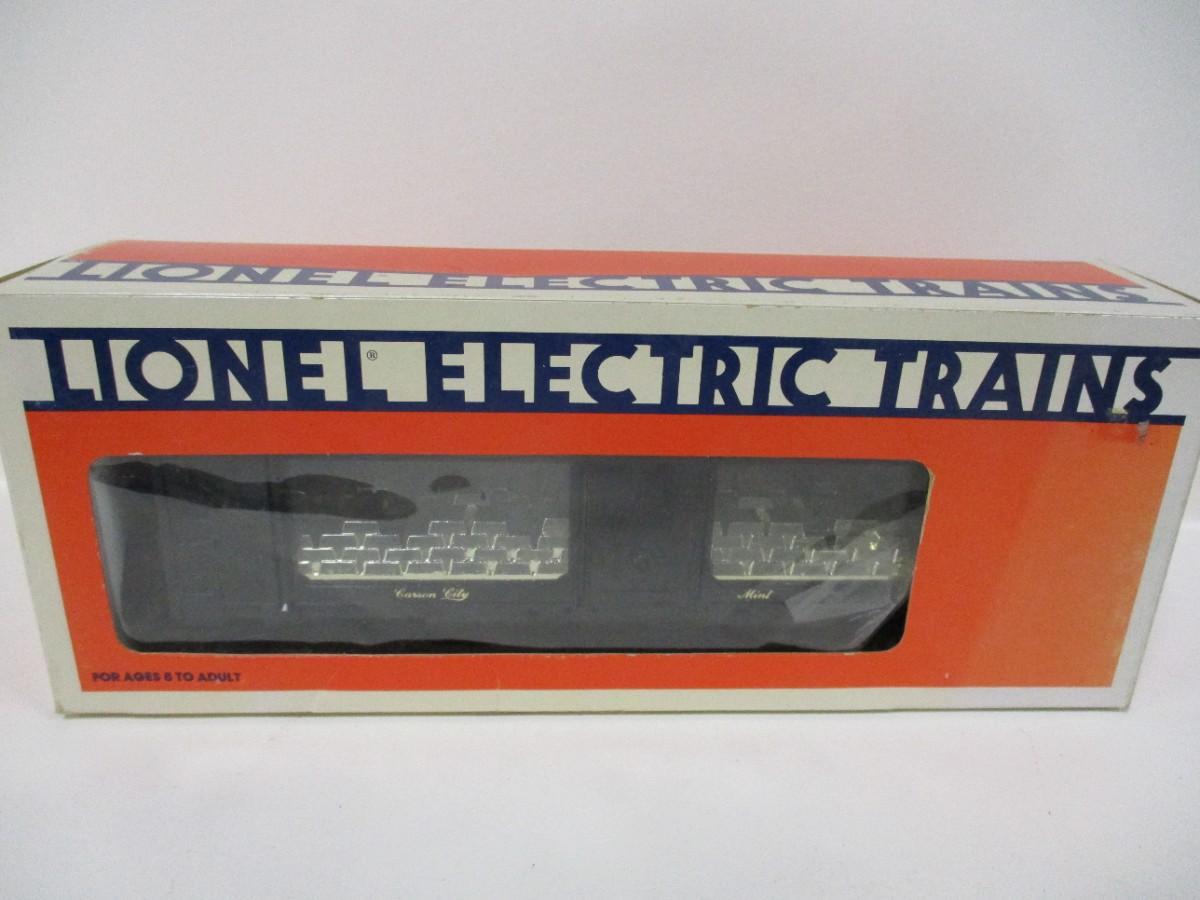 LIONEL ELECTRIC TRAINS
LIONEL® ELECTRIC TRAINS
Carson City Mint
FOR AGES 8 TO ADULT